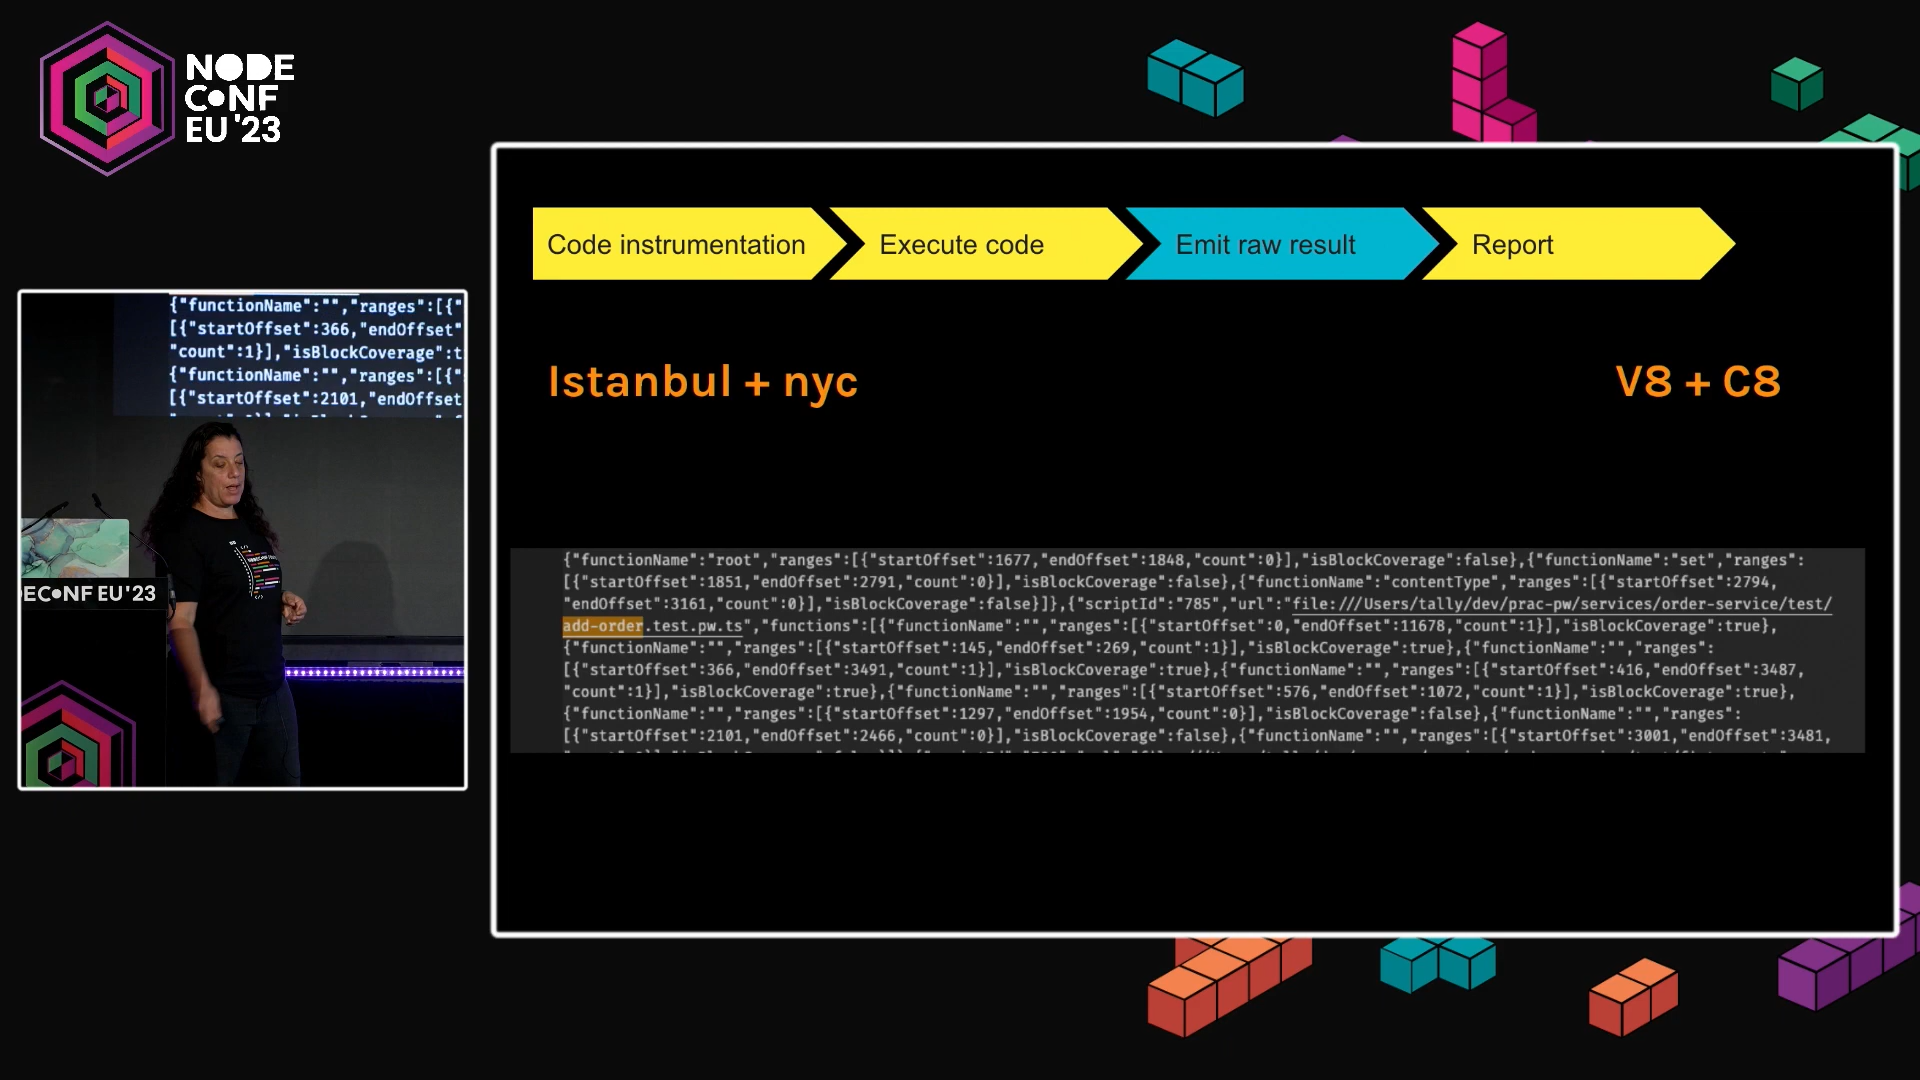 NODE
CONF
EU '23
Code instrumentation
Execute code
Emit raw result
Report
Istanbul + nyc
V8 + C8
{"functionName":"root","ranges":[{"startOffset":1677,"endOffset":1848,"count":0}],"isBlockCoverage":false},{"functionName":"set","ranges":
[{"startOffset":1851,"endOffset":2791,"count":0}],"isBlockCoverage":false},{"functionName":"contentType","ranges":[{"startOffset":2794,
"endOffset":3161,"count":0}],"isBlockCoverage":false}]},{"scriptId":"785","url":"file:///Users/tally/dev/prac-pw/services/order-service/test/
add-order.test.pw.ts","functions":[{"functionName":"","ranges":[{"startOffset":0,"endOffset":11678,"count":1}],"isBlockCoverage":true},
{"functionName":"","ranges":[{"startOffset":145,"endOffset":269,"count":1}],"isBlockCoverage":true},{"functionName":"","ranges":
[{"startOffset":366,"endOffset":3491,"count":1}],"isBlockCoverage":true},{"functionName":"","ranges":[{"startOffset":416,"endOffset":3487,
"count":1}],"isBlockCoverage":true},{"functionName":"","ranges":[{"startOffset":576,"endOffset":1072,"count":1}],"isBlockCoverage":true},
{"functionName":"","ranges":[{"startOffset":1297,"endOffset":1954,"count":0}],"isBlockCoverage":false},{"functionName":"","ranges":
[{"startOffset":2101,"endOffset":2466,"count":0}],"isBlockCoverage":false},{"functionName":"","ranges":[{"startOffset":3001,"endOffset":3481,
{"functionName":"","ranges":[{"
[{"startOffset":366,"endOffset"
"count":1}],"isBlockCoverage":t
{"functionName":"","ranges":[{"
[{"startOffset":2101,"endOffset
DECONF EU'23